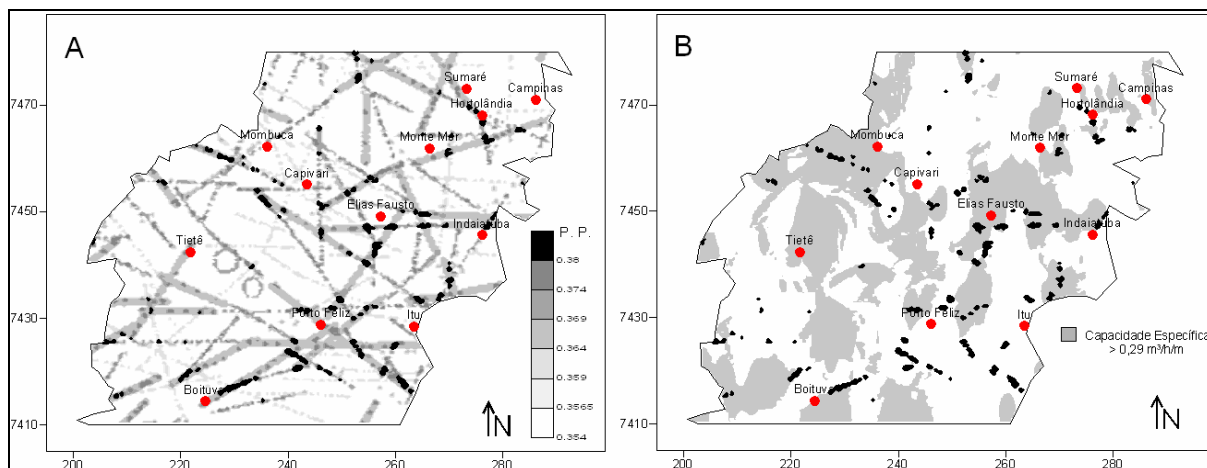 A
Sumaré
Campinas
Hortolândia
Mombuca
Monte Mor
Capivari
Elias Fausto
Indaiatuba
Tietê
Porto Feliz
Itu
Boituva
P. P.
0.38
0.374
0.369
0.364
0.359
0.3565
0.354
N
7470
7450
7430
7410
200
220
240
260
280
B
Sumaré
Campinas
Hortolândia
Mombuca
Monte Mor
Capivari
Elias Fausto
Indaiatuba
Tietê
Porto Feliz
Itu
Boituva
Capacidade Específica
> 0,29 m³/h/m
N
7470
7450
7430
7410
200
220
240
260
280